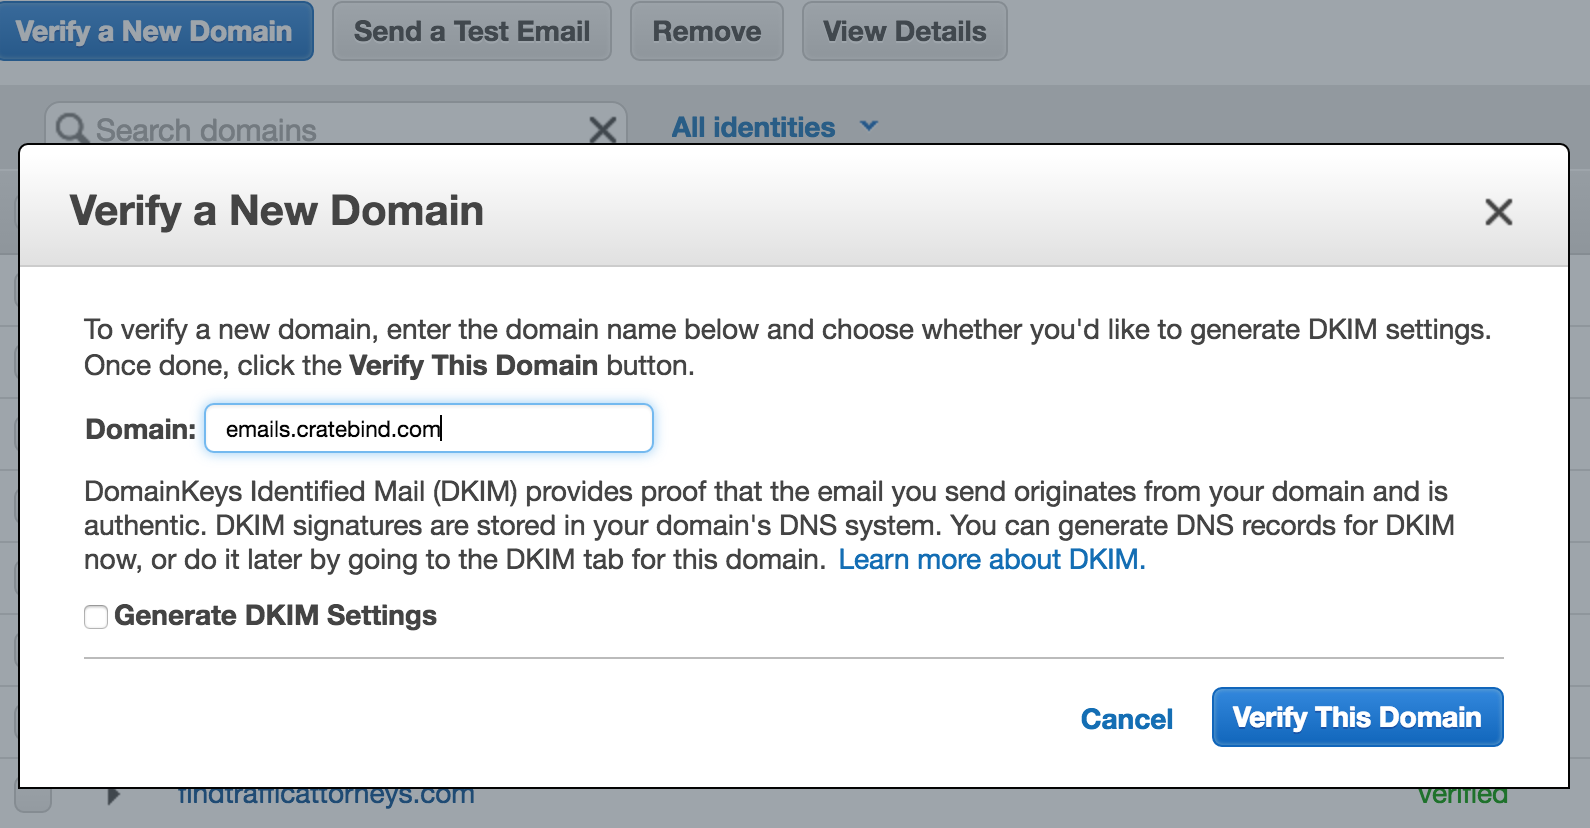 Verify a New Domain
Send a Test Email
Remove
View Details
Search domains
All identities
Verify a New Domain
To verify a new domain, enter the domain name below and choose whether you'd like to generate DKIM settings.
Once done, click the Verify This Domain button.
Domain: emails.cratebind.com
DomainKeys Identified Mail (DKIM) provides proof that the email you send originates from your domain and is
authentic. DKIM signatures are stored in your domain's DNS system. You can generate DNS records for DKIM
now, or do it later by going to the DKIM tab for this domain. Learn more about DKIM.
Generate DKIM Settings
Cancel
Verify This Domain
findtrafficattorneys.com
verified